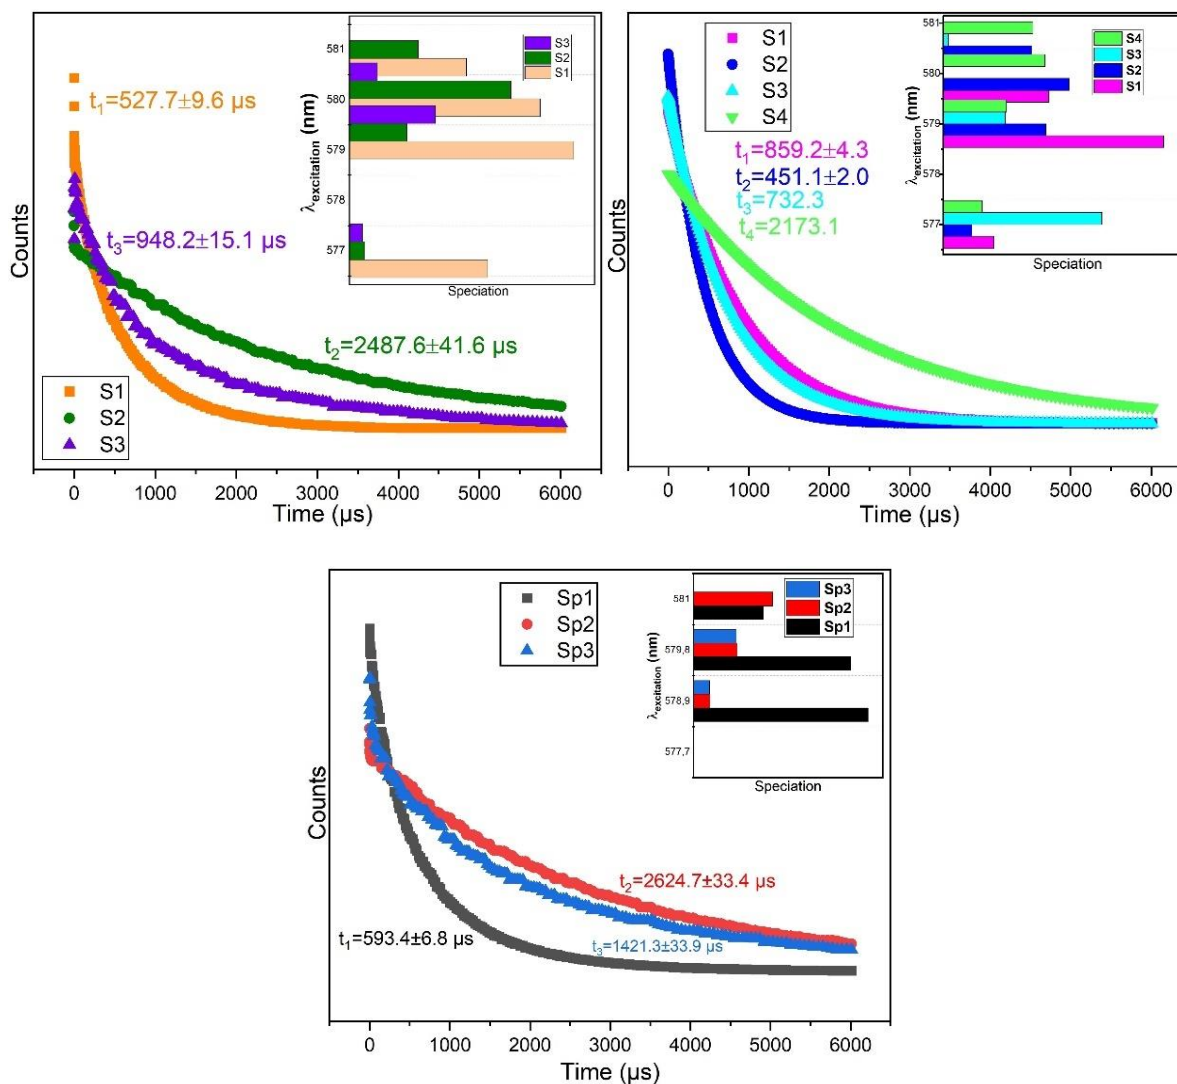 Counts
t1=527.7±9.6 µs
t3=948.2±15.1 µs
t2=2487.6±41.6 µs
S1
S2
S3
0 1000 2000 3000 4000 5000 6000
Time (µs)
λexcitation (nm)
581
580
579
578
577
S3
S2
S1
Speciation
Counts
S1
S2
S3
S4
t1=859.2±4.3
t2=451.1±2.0
t3=732.3
t4=2173.1
0 1000 2000 3000 4000 5000 6000
Time (µs)
λexcitation (nm)
581
580
579
578
577
S4
S3
S2
S1
Speciation
Counts
Sp1
Sp2
Sp3
t2=2624.7±33.4 µs
t1=593.4±6.8 µs
t3=1421.3±33.9 µs
0 1000 2000 3000 4000 5000 6000
Time (µs)
λexcitation (nm)
581
579,8
578,9
577,7
Sp3
Sp2
Sp1
Speciation